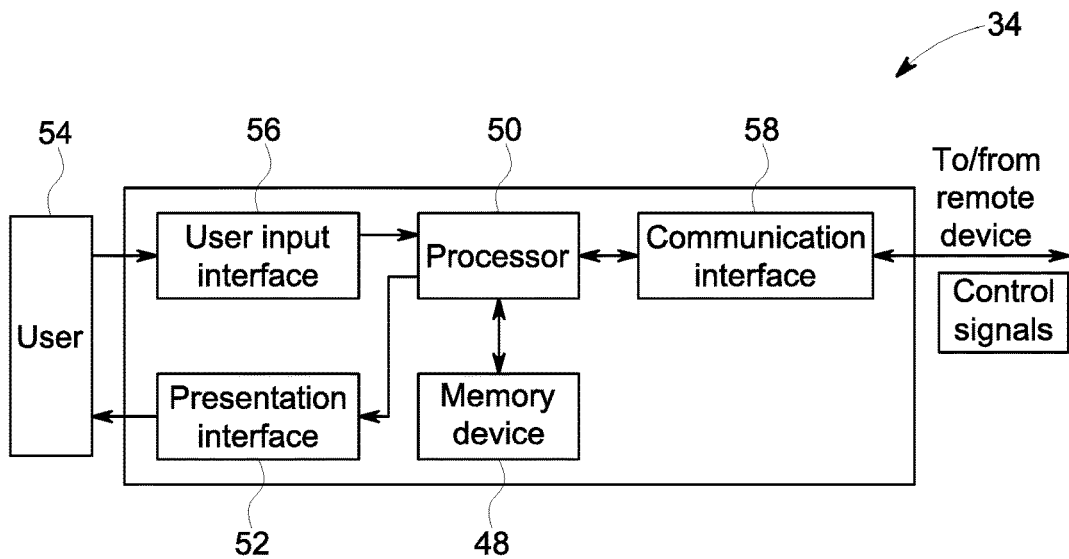 34
54
56
50
58
To/from
remote
device
User input
interface
Processor
Communication
interface
Control
signals
User
Presentation
interface
Memory
device
52
48